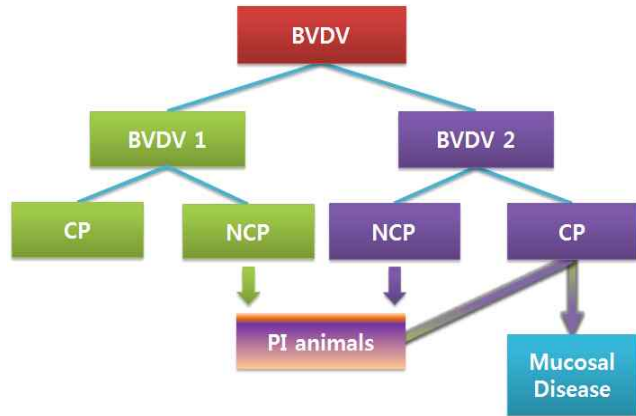 BVDV
BVDV 1
BVDV 2
CP
NCP
NCP
CP
PI animals
Mucosal
Disease